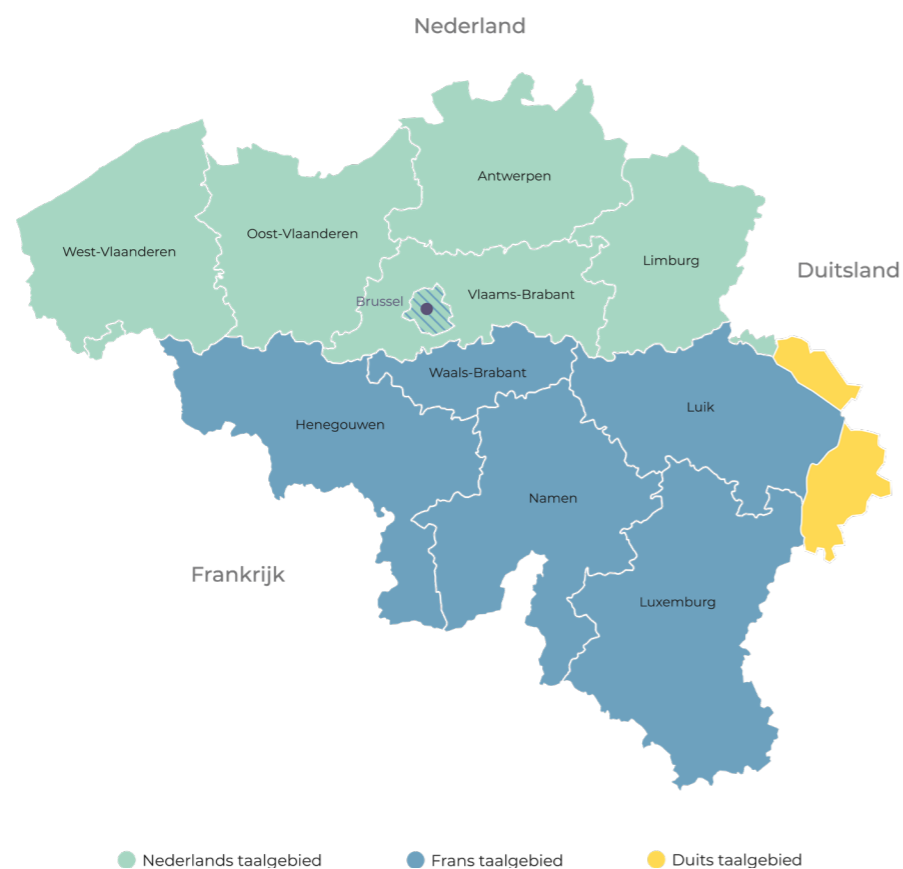 Nederland
Antwerpen
Oost-Vlaanderen
West-Vlaanderen
Limburg
Duitsland
Vlaams-Brabant
Brussel
Waals-Brabant
Luik
Henegouwen
Namen
Frankrijk
Luxemburg
Nederlands taalgebied
Frans taalgebied
Duits taalgebied